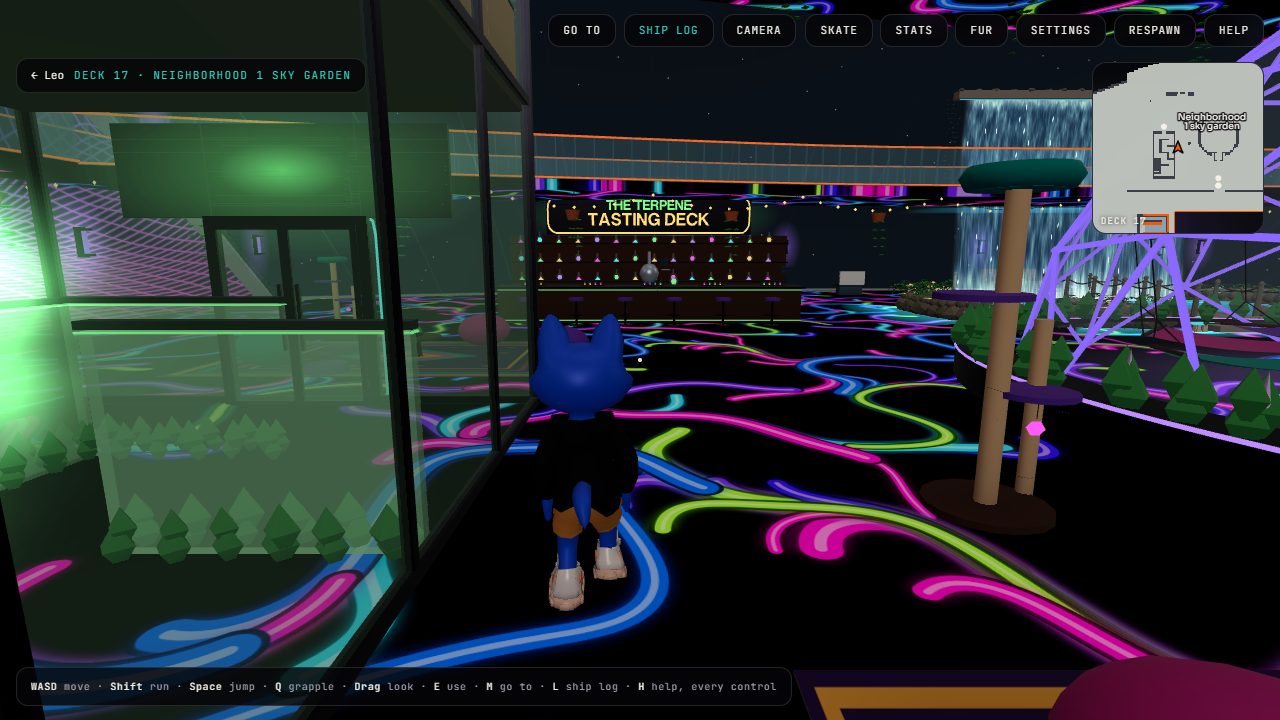 GO TO
SHIP LOG
CAMERA
SKATE
STATS
FUR
SETTINGS
RESPAWN
HELP
← Leo DECK 17 · NEIGHBORHOOD 1 SKY GARDEN
Neighborhood
1 sky garden
DECK 17
THE TERPENE
TASTING DECK
WASD move · Shift run · Space jump · Q grapple · Drag look · E use · M go to · L ship log · H help, every control